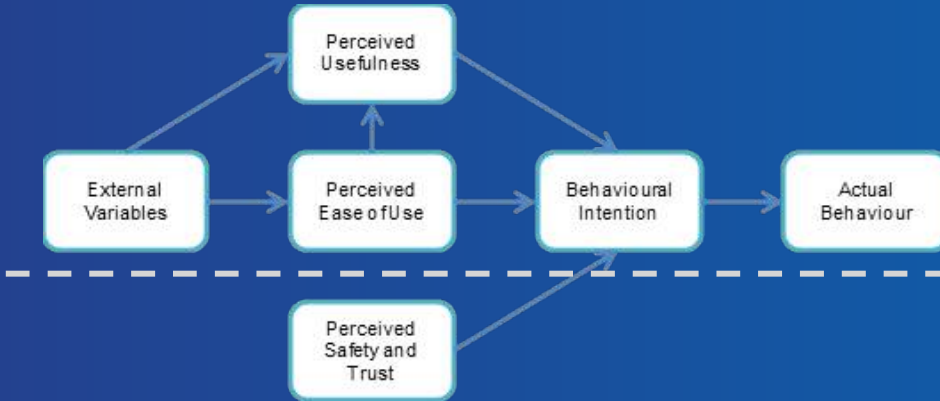 Perceived
Usefulness
External
Variables
Perceived
Ease of Use
Behavioural
Intention
Actual
Behaviour
Perceived
Safety and
Trust